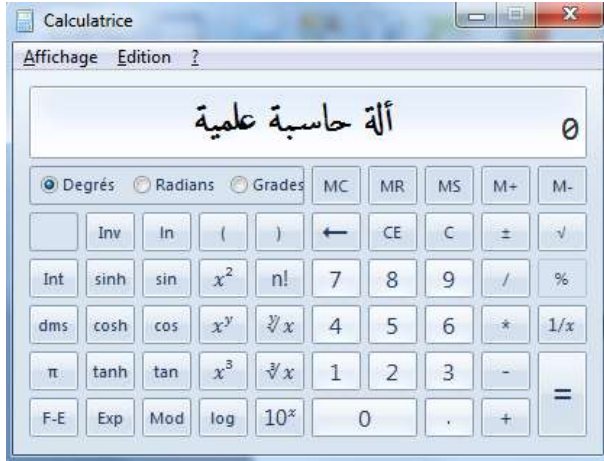 Calculatrice
Affichage Edition ?
ألة حاسبة علمية 0
Degrés Radians Grades MC MR MS M+ M-
Inv ln ( ) ← CE C ± √
Int sinh sin x² n! 7 8 9 / %
dms cosh cos xʸ ʸ√x 4 5 6 * 1/x
π tanh tan x³ ³√x 1 2 3 - =
F-E Exp Mod log 10ˣ 0 . +